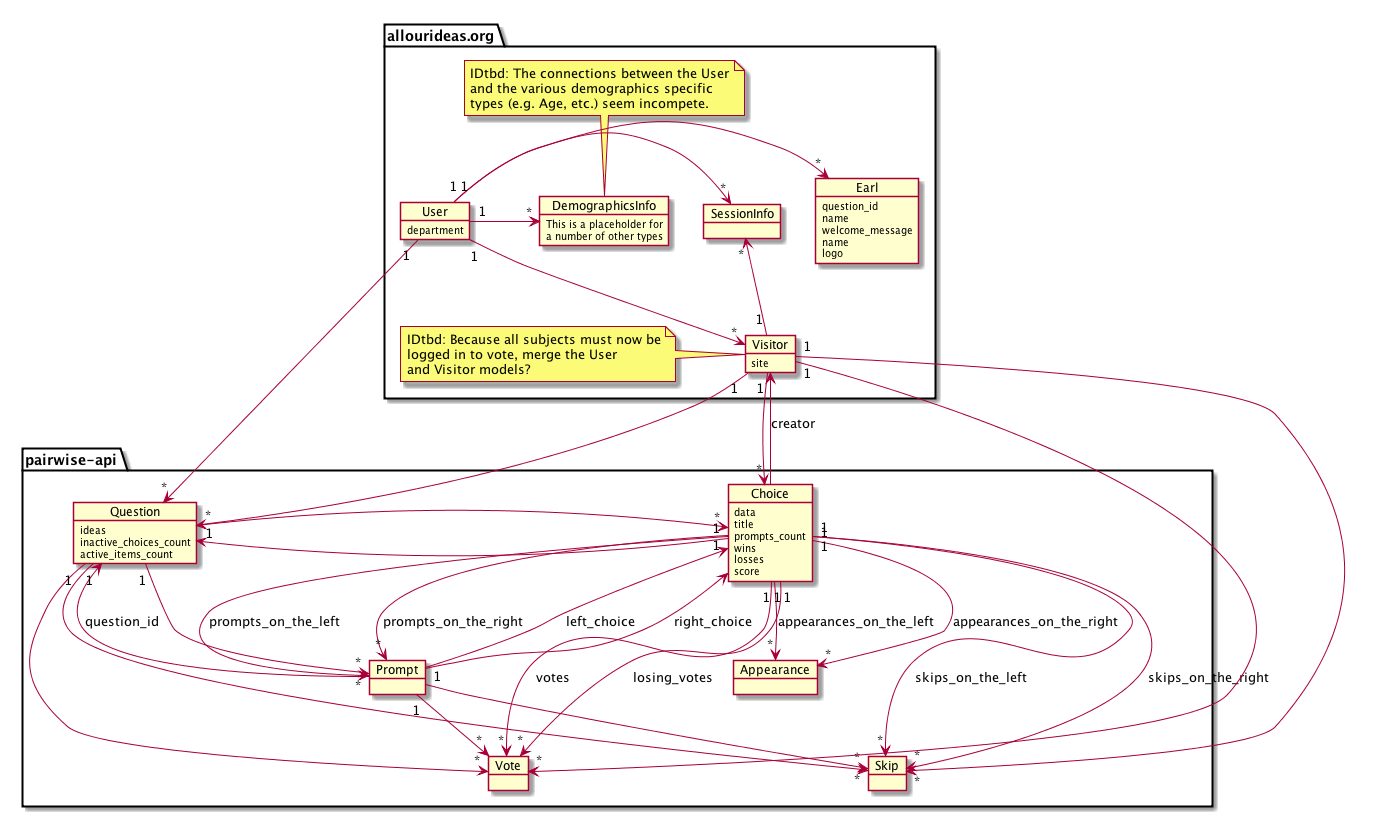 allourideas.org
IDtbd: The connections between the User
and the various demographics specific
types (e.g. Age, etc.) seem incompete.
1 1
*
*
User
department
1
*
DemographicsInfo
This is a placeholder for
a number of other types
SessionInfo
Earl
question_id
name
welcome_message
name
logo
1
1
*
1
*
IDtbd: Because all subjects must now be
logged in to vote, merge the User
and Visitor models?
Visitor
site
1
1
1
1
creator
pairwise-api
*
*
Question
ideas
inactive_choices_count
active_items_count
*
1
Choice
data
title
prompts_count
wins
losses
score
*
1
1
1
1
1
1
1
1
1
1
1
question_id
prompts_on_the_left
prompts_on_the_right
left_choice
right_choice
appearances_on_the_left
appearances_on_the_right
*
*
*
*
*
Prompt
1
1
Appearance
votes
losing_votes
skips_on_the_left
skips_on_the_right
*
*
*
*
*
Vote
*
*
*
*
*
Skip